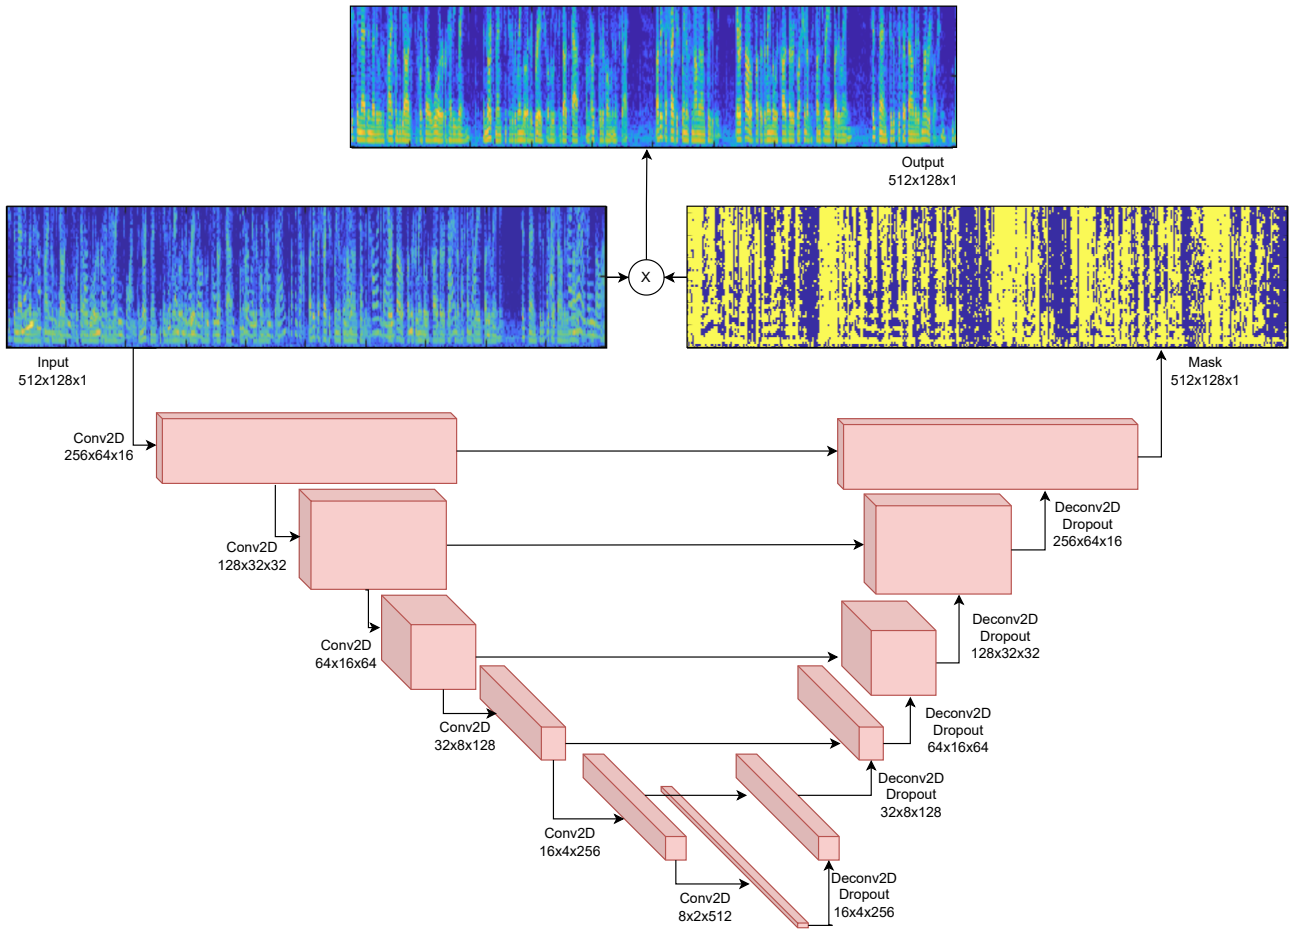 Output
512x128x1
X
Input
512x128x1
Mask
512x128x1
Conv2D
256x64x16
Conv2D
128x32x32
Conv2D
64x16x64
Conv2D
32x8x128
Conv2D
16x4x256
Conv2D
8x2x512
Deconv2D
Dropout
16x4x256
Deconv2D
Dropout
32x8x128
Deconv2D
Dropout
64x16x64
Deconv2D
Dropout
128x32x32
Deconv2D
Dropout
256x64x16